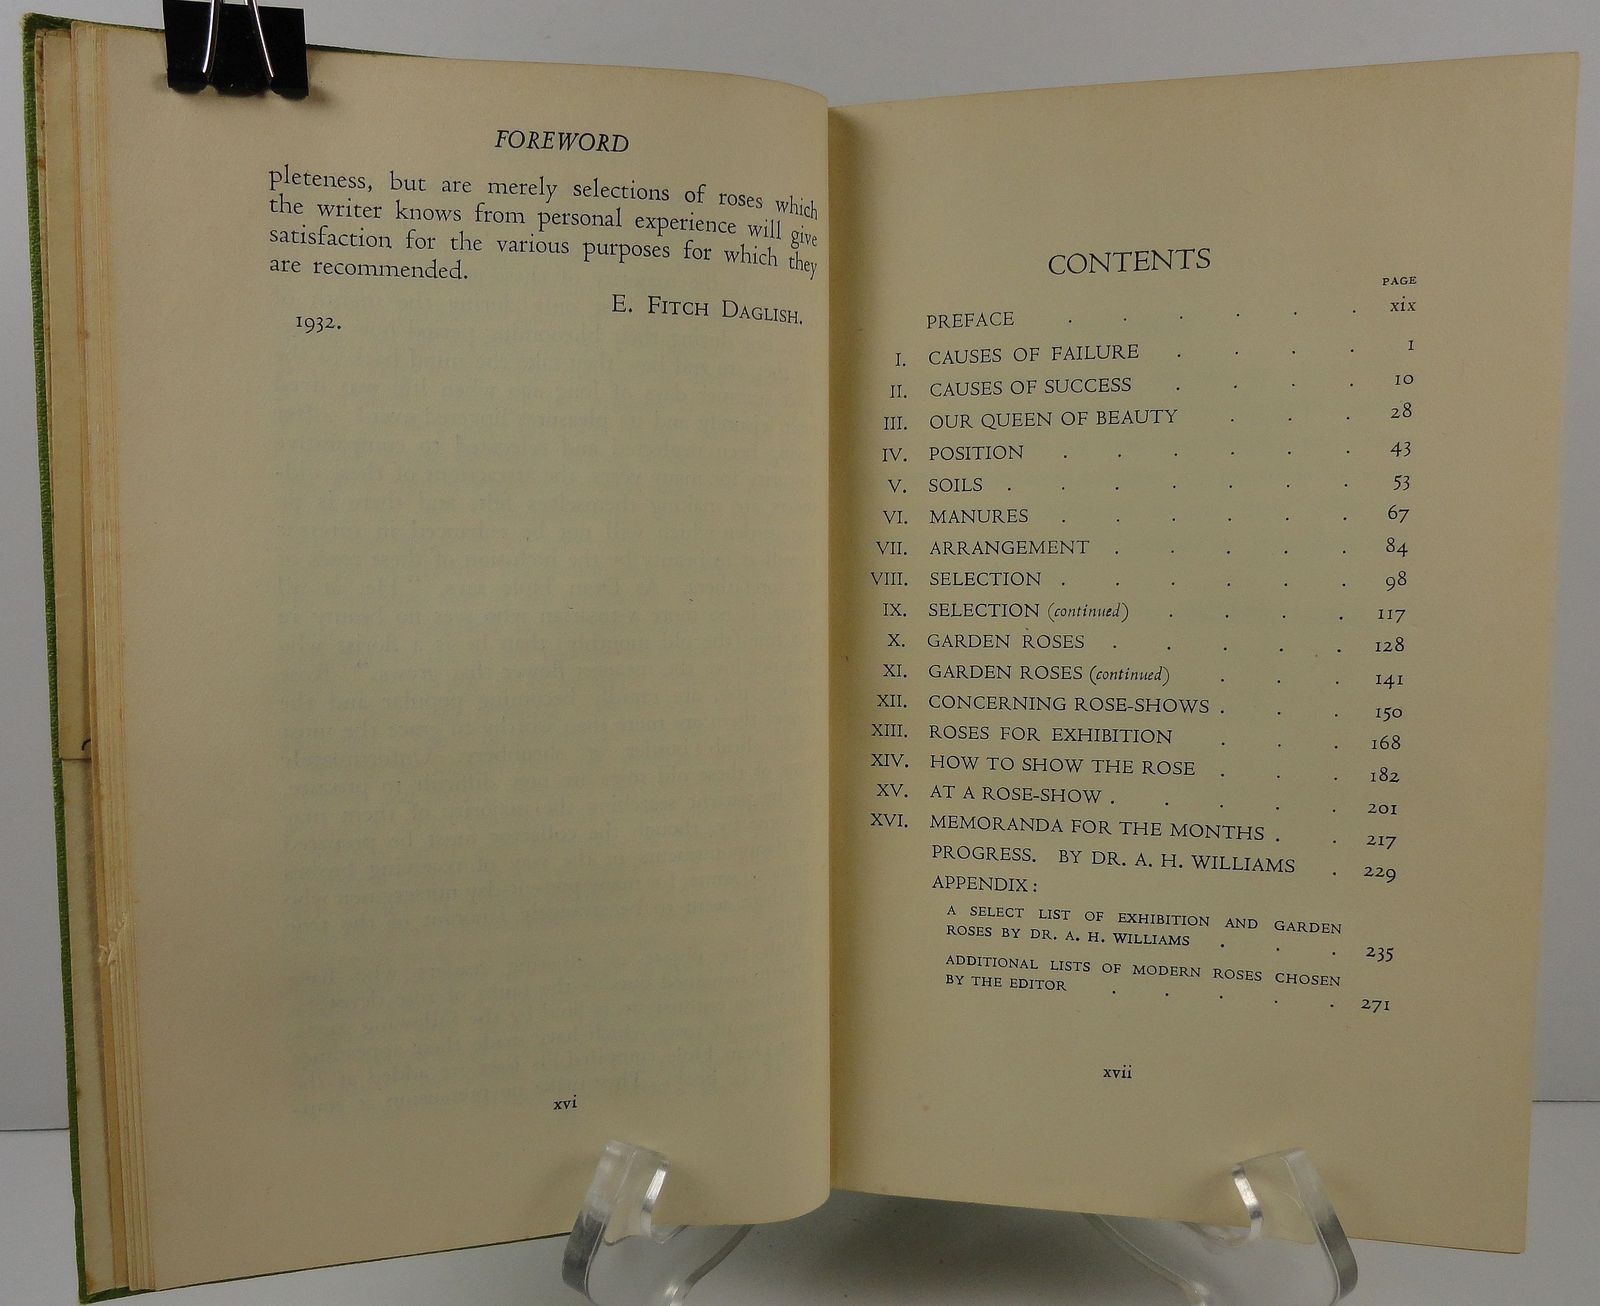 FOREWORD
pleteness, but are merely selections of roses which
the writer knows from personal experience will give
satisfaction for the various purposes for which they
are recommended.
E. FITCH DAGLISH.
1932.
xvi
CONTENTS
PAGE
PREFACE . . . . . . xix
I. CAUSES OF FAILURE . . . . 1
II. CAUSES OF SUCCESS . . . . 10
III. OUR QUEEN OF BEAUTY . . . 28
IV. POSITION . . . . . . 43
V. SOILS . . . . . . . 53
VI. MANURES . . . . . . 67
VII. ARRANGEMENT . . . . . 84
VIII. SELECTION . . . . . . 98
IX. SELECTION (continued) . . . . 117
X. GARDEN ROSES . . . . . 128
XI. GARDEN ROSES (continued) . . . 141
XII. CONCERNING ROSE-SHOWS . . . 150
XIII. ROSES FOR EXHIBITION . . . 168
XIV. HOW TO SHOW THE ROSE . . . 182
XV. AT A ROSE-SHOW . . . . . 201
XVI. MEMORANDA FOR THE MONTHS . . 217
PROGRESS. BY DR. A. H. WILLIAMS . 229
APPENDIX:
A SELECT LIST OF EXHIBITION AND GARDEN
ROSES BY DR. A. H. WILLIAMS . . . 235
ADDITIONAL LISTS OF MODERN ROSES CHOSEN
BY THE EDITOR . . . . . 271
xvii